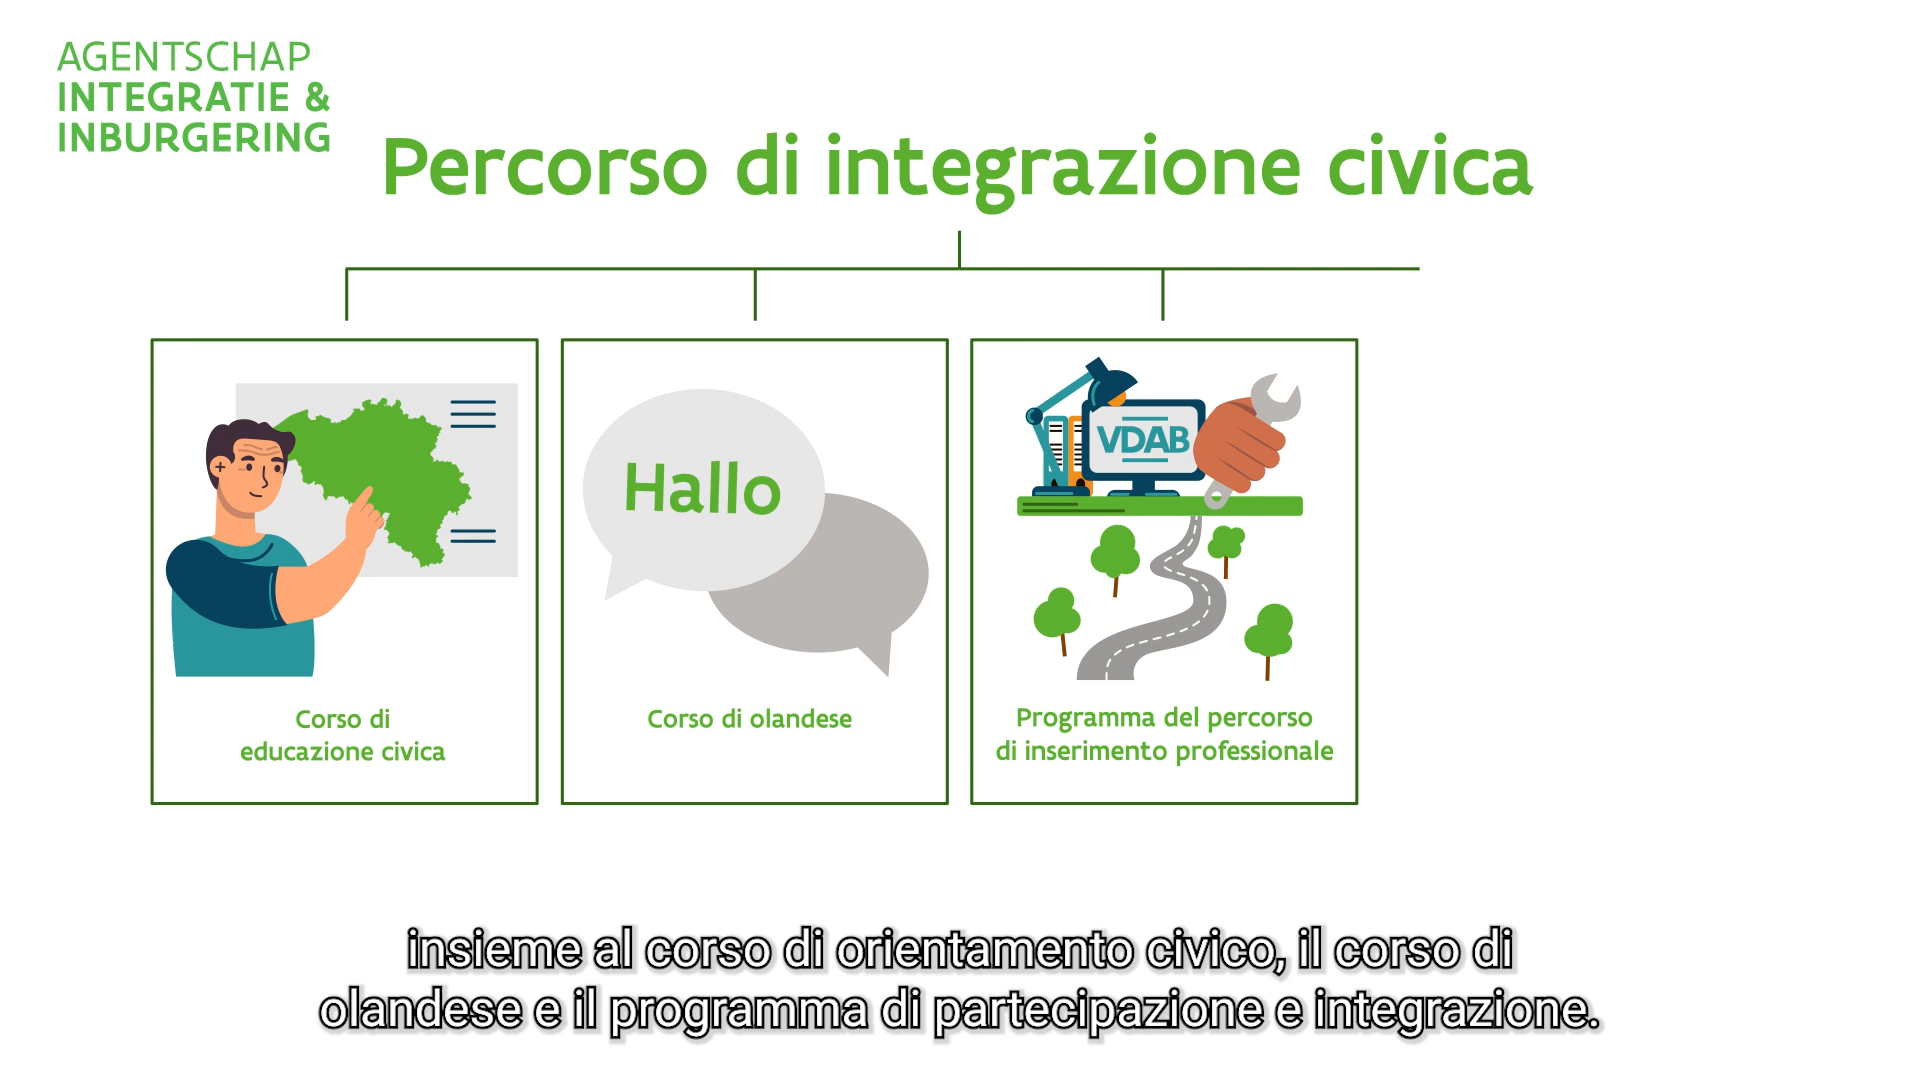 AGENTSCHAP
INTEGRATIE &
INBURGERING
Percorso di integrazione civica
Hallo
VDAB
Corso di
educazione civica
Corso di olandese
Programma del percorso
di inserimento professionale
insieme al corso di orientamento civico, il corso di
olandese e il programma di partecipazione e integrazione.